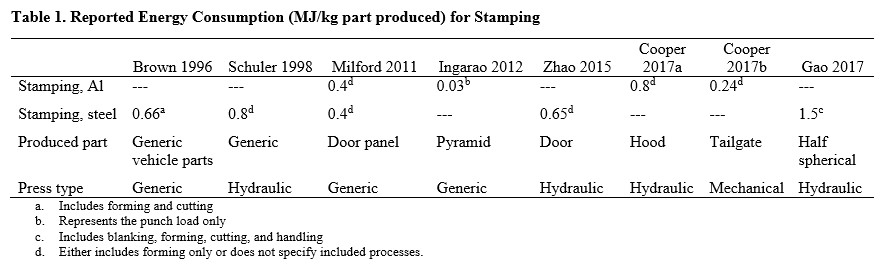 Table 1. Reported Energy Consumption (MJ/kg part produced) for Stamping
Brown 1996 Schuler 1998 Milford 2011 Ingarao 2012 Zhao 2015 Cooper 2017a Cooper 2017b Gao 2017
Stamping, Al --- --- 0.4d 0.03b --- 0.8d 0.24d ---
Stamping, steel 0.66a 0.8d 0.4d --- 0.65d --- --- 1.5c
Produced part Generic vehicle parts Generic Door panel Pyramid Door Hood Tailgate Half spherical
Press type Generic Hydraulic Generic Generic Hydraulic Hydraulic Mechanical Hydraulic
a. Includes forming and cutting
b. Represents the punch load only
c. Includes blanking, forming, cutting, and handling
d. Either includes forming only or does not specify included processes.